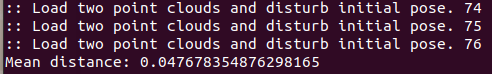 :: Load two point clouds and disturb initial pose. 74
:: Load two point clouds and disturb initial pose. 75
:: Load two point clouds and disturb initial pose. 76
Mean distance: 0.047678354876298165